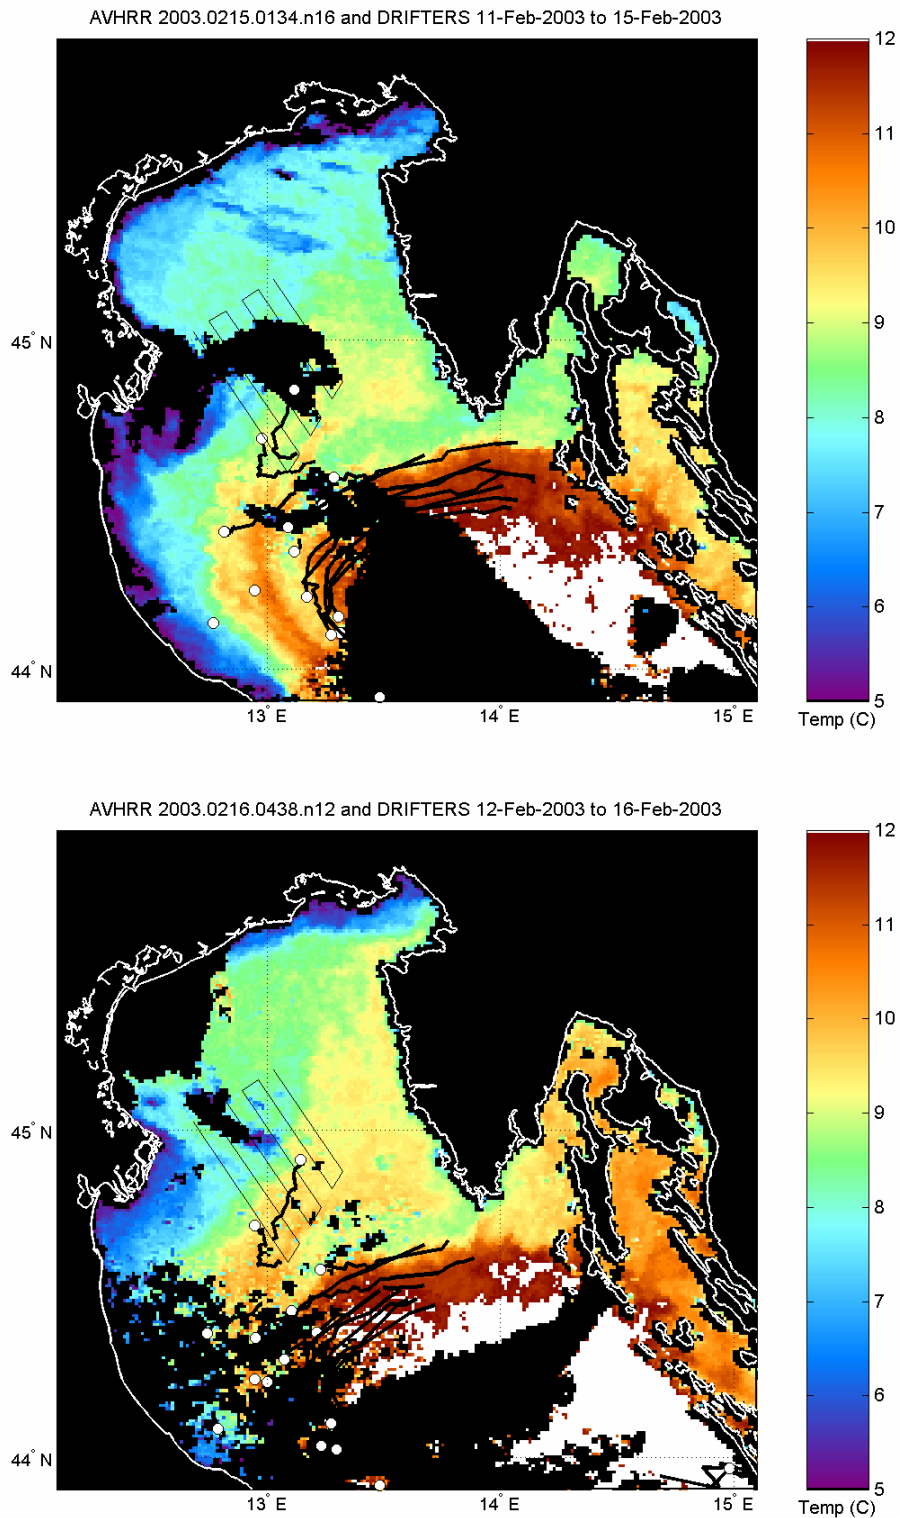 AVHRR 2003.0215.0134.n16 and DRIFTERS 11-Feb-2003 to 15-Feb-2003
12
11
10
9
8
7
6
5
Temp (C)
45° N
44° N
13° E
14° E
15° E
AVHRR 2003.0216.0438.n12 and DRIFTERS 12-Feb-2003 to 16-Feb-2003
12
11
10
9
8
7
6
5
Temp (C)
45° N
44° N
13° E
14° E
15° E